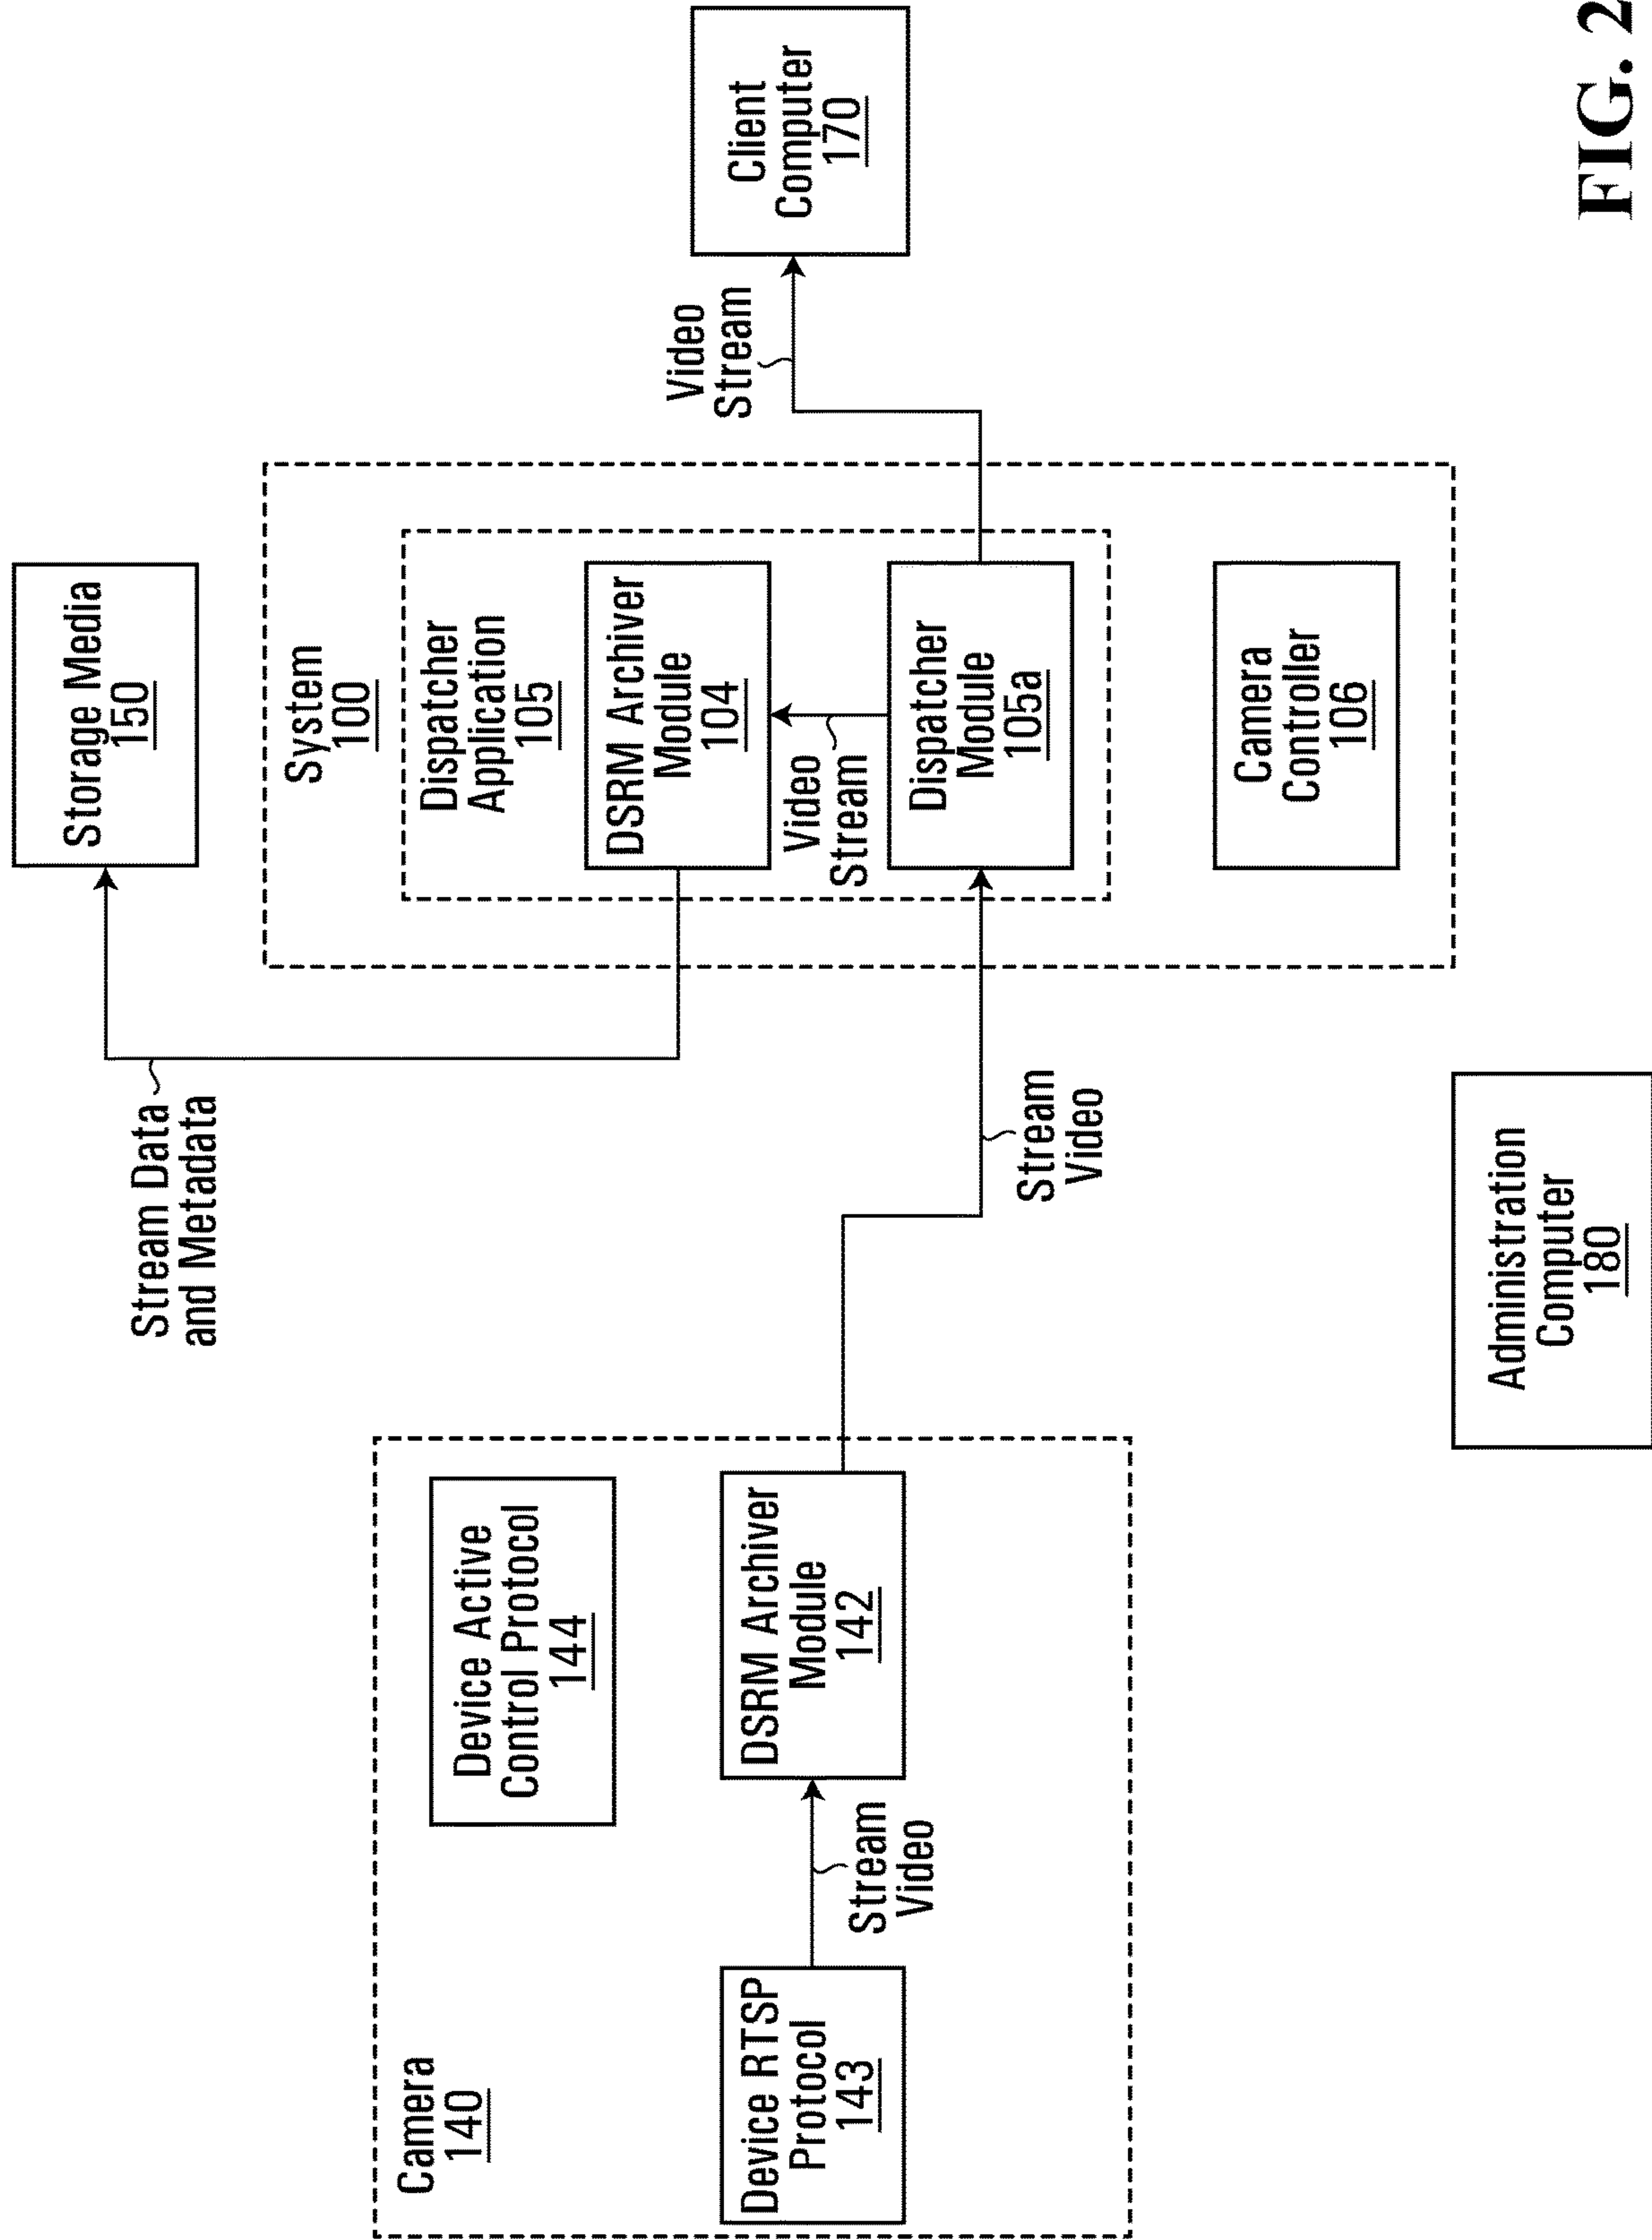 Camera
140
Device RTSP
Protocol
143
Stream
Video
Device Active
Control Protocol
144
DSRM Archiver
Module
142
Stream Data
and Metadata
Stream
Video
Administration
Computer
180
Storage Media
150
System
100
Dispatcher
Application
105
DSRM Archiver
Module
104
Video
Stream
Dispatcher
Module
105a
Camera
Controller
106
Video
Stream
Client
Computer
170
FIG. 2